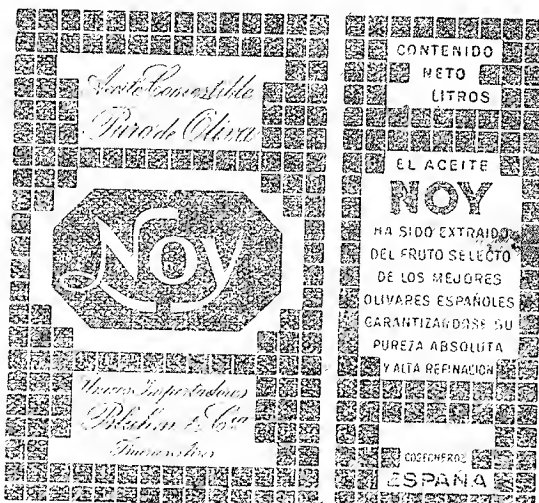 Aceite Comestible
Puro de Oliva
Noy
Unicos Importadores
& Cia
CONTENIDO
NETO
LITROS
EL ACEITE
NOY
HA SIDO EXTRAIDO
DEL FRUTO SELECTO
DE LOS MEJORES
OLIVARES ESPAÑOLES
GARANTIZANDOSE SU
PUREZA ABSOLUTA
Y ALTA REFINACION
COSECHEROS
ESPAÑA